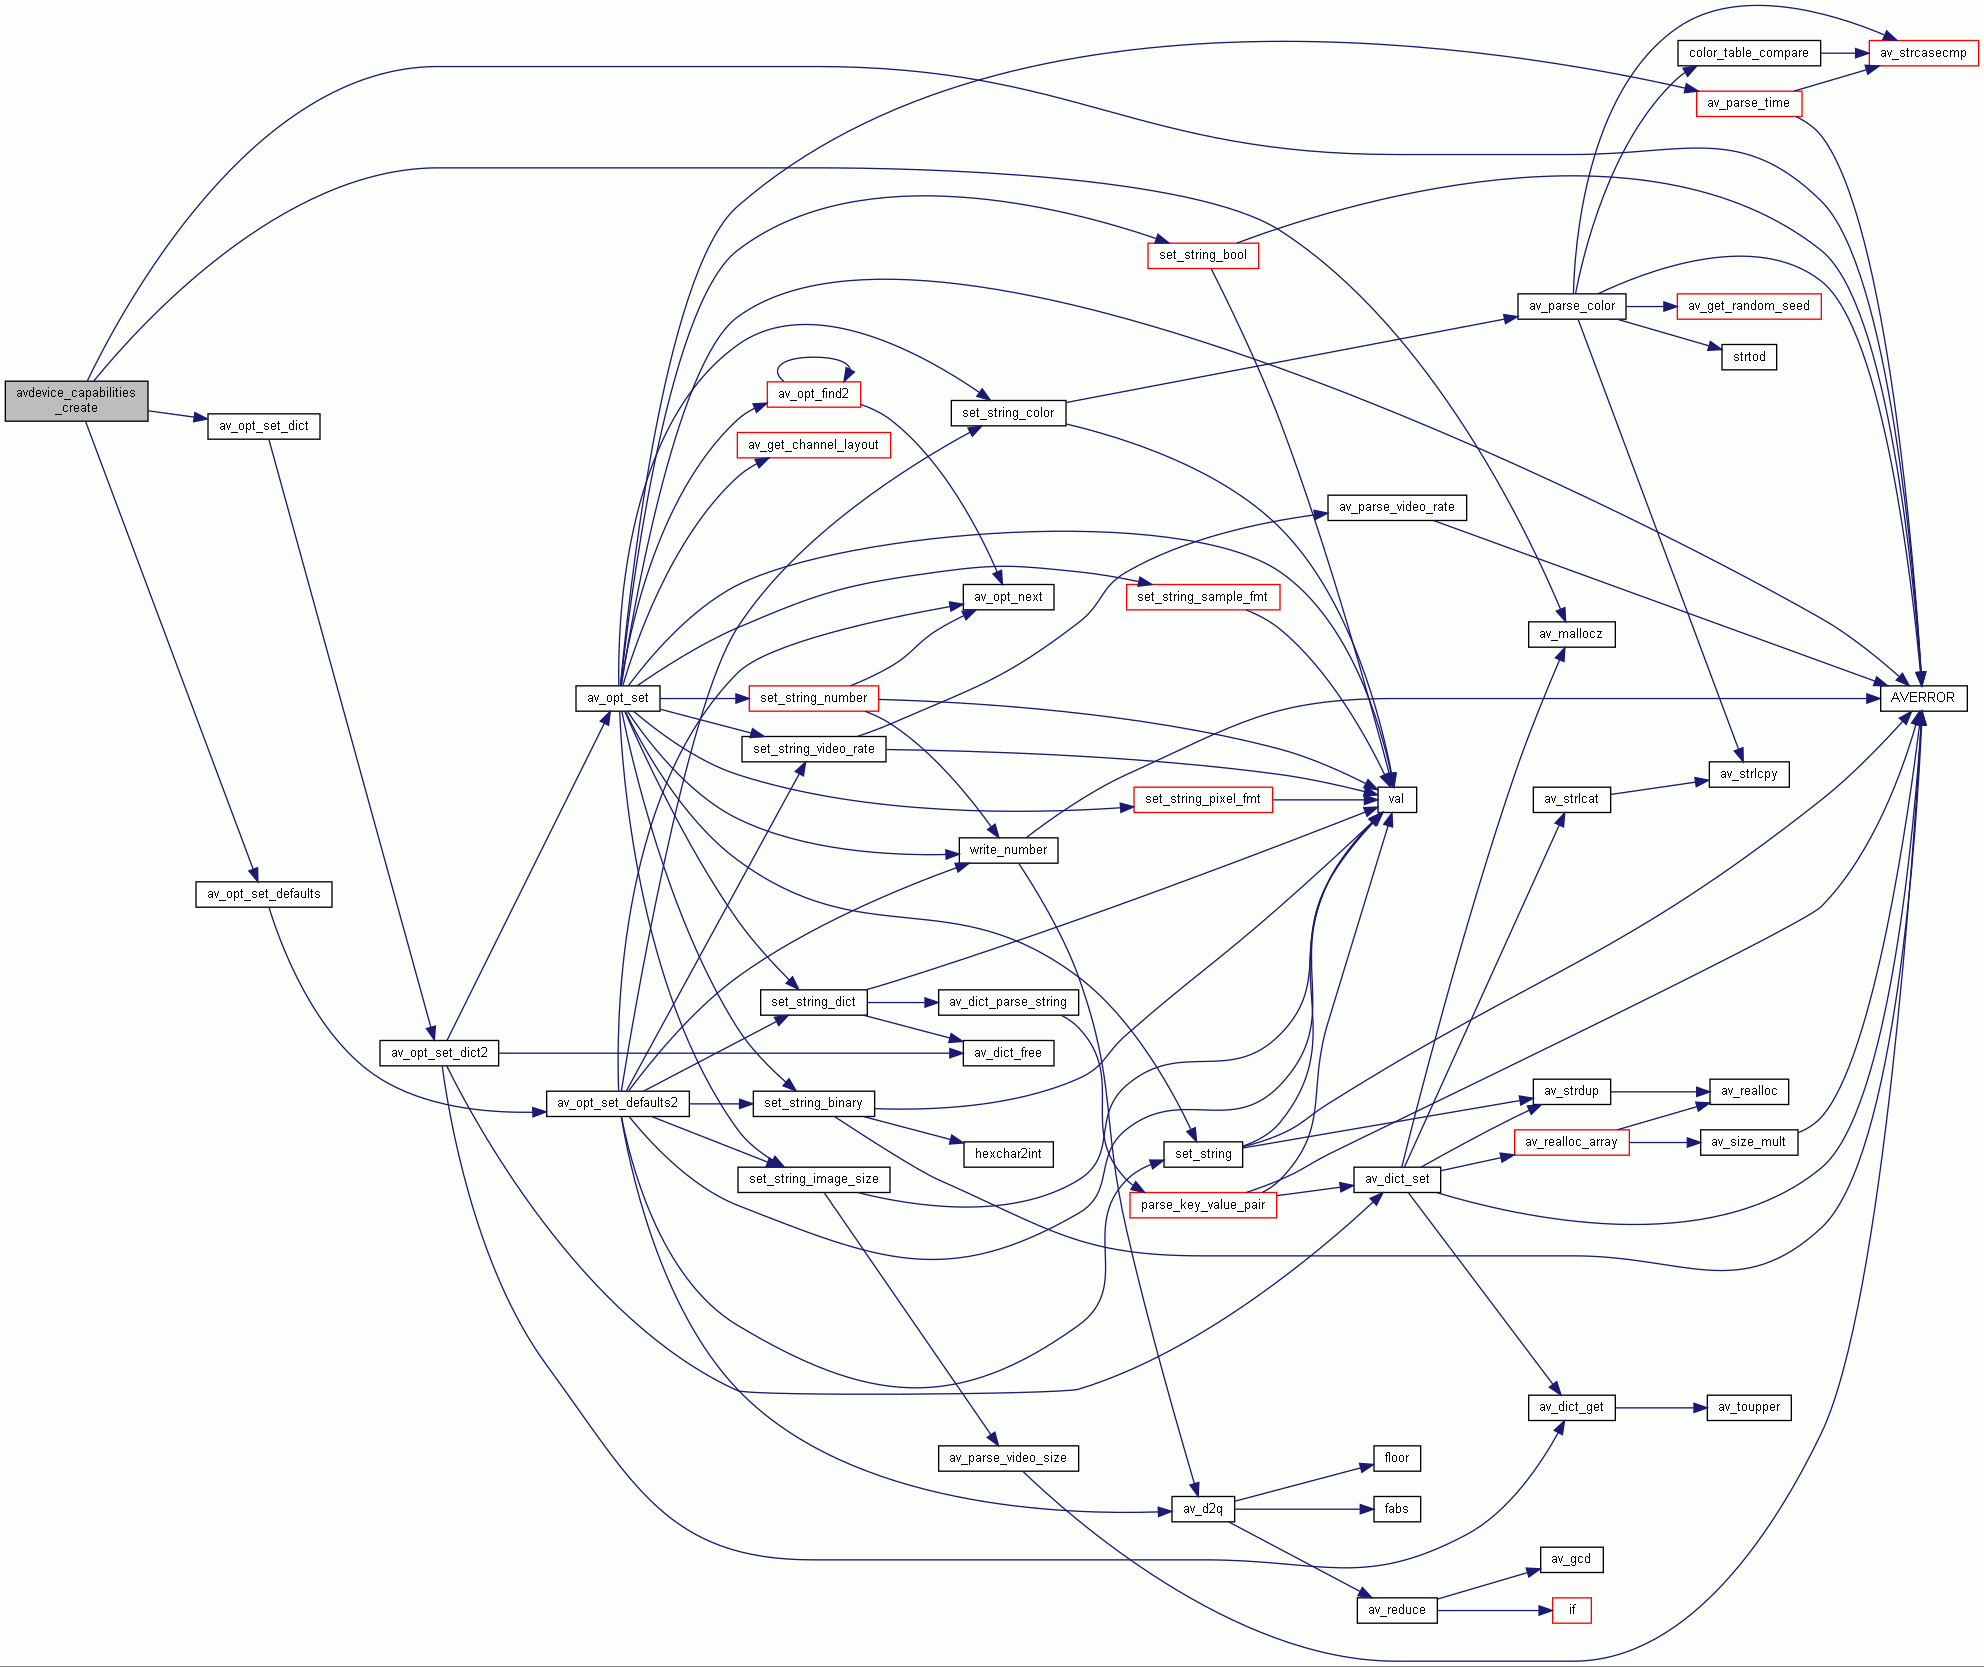 color_table_compare
av_strcasecmp
av_parse_time
set_string_bool
av_parse_color
av_get_random_seed
strtod
avdevice_capabilities
_create
av_opt_find2
set_string_color
av_opt_set_dict
av_get_channel_layout
av_parse_video_rate
av_opt_next
set_string_sample_fmt
av_mallocz
av_opt_set
set_string_number
AVERROR
set_string_video_rate
av_strlcpy
set_string_pixel_fmt
val
av_strlcat
write_number
av_opt_set_defaults
set_string_dict
av_dict_parse_string
av_opt_set_dict2
av_dict_free
av_opt_set_defaults2
set_string_binary
av_strdup
av_realloc
hexchar2int
set_string
av_realloc_array
av_size_mult
set_string_image_size
av_dict_set
parse_key_value_pair
av_dict_get
av_toupper
av_parse_video_size
floor
av_d2q
fabs
av_gcd
av_reduce
if